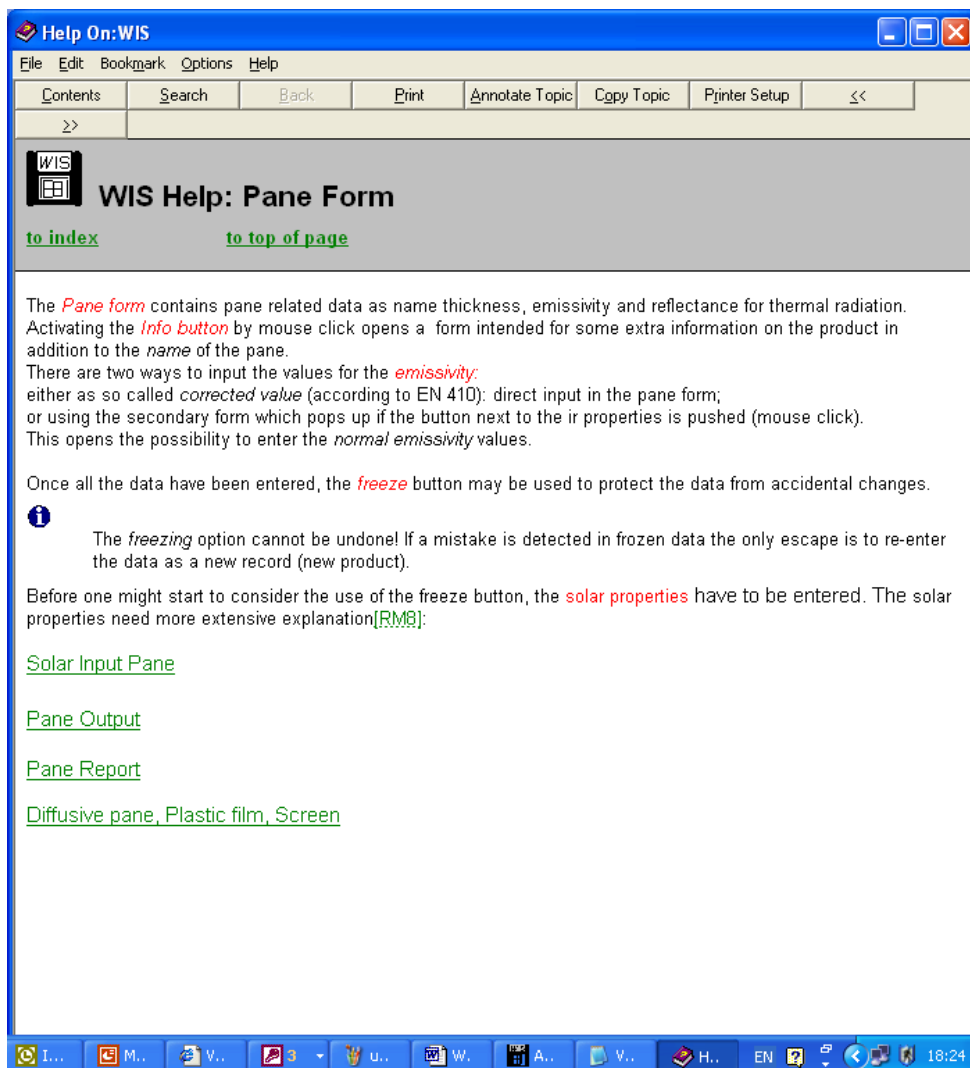 Help On:WIS
File Edit Bookmark Options Help
Contents Search Back Print Annotate Topic Copy Topic Printer Setup <<
>>
WIS
WIS Help: Pane Form
to index to top of page
The Pane form contains pane related data as name thickness, emissivity and reflectance for thermal radiation.
Activating the Info button by mouse click opens a form intended for some extra information on the product in
addition to the name of the pane.
There are two ways to input the values for the emissivity:
either as so called corrected value (according to EN 410): direct input in the pane form;
or using the secondary form which pops up if the button next to the ir properties is pushed (mouse click).
This opens the possibility to enter the normal emissivity values.
Once all the data have been entered, the freeze button may be used to protect the data from accidental changes.
The freezing option cannot be undone! If a mistake is detected in frozen data the only escape is to re-enter
the data as a new record (new product).
Before one might start to consider the use of the freeze button, the solar properties have to be entered. The solar
properties need more extensive explanation[RM8]:
Solar Input Pane
Pane Output
Pane Report
Diffusive pane, Plastic film, Screen
I... M.. V.. 3 u.. W. A.. V.. H.. EN 18:24